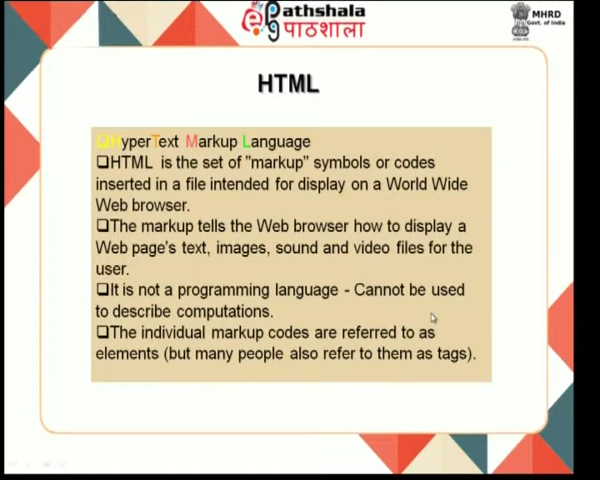 ePathshala
पाठशाला
MHRD
Govt. of India
HTML
❑HyperText Markup Language
❑HTML is the set of "markup" symbols or codes
inserted in a file intended for display on a World Wide
Web browser.
❑The markup tells the Web browser how to display a
Web page's text, images, sound and video files for the
user.
❑It is not a programming language - Cannot be used
to describe computations.
❑The individual markup codes are referred to as
elements (but many people also refer to them as tags).